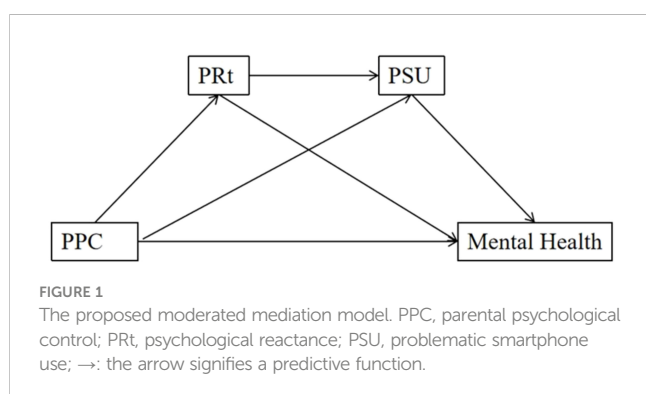 PRt
PSU
PPC
Mental Health
FIGURE 1
The proposed moderated mediation model. PPC, parental psychological
control; PRt, psychological reactance; PSU, problematic smartphone
use; →: the arrow signifies a predictive function.